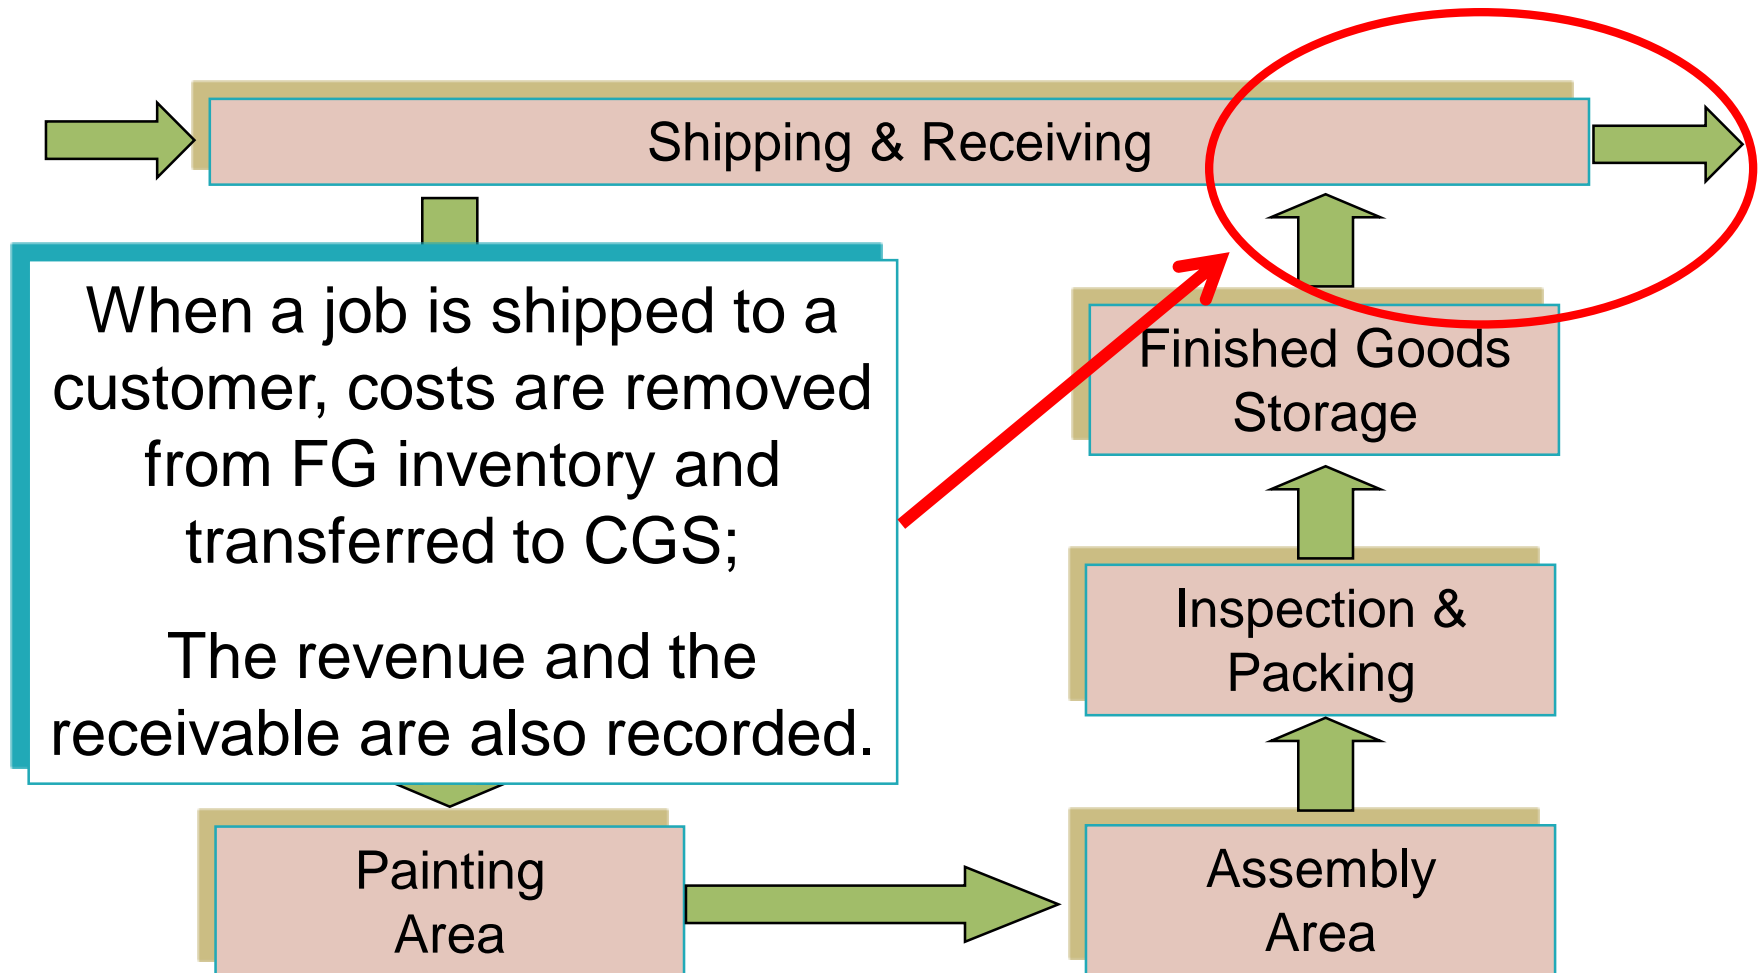 Shipping & Receiving
When a job is shipped to a
customer, costs are removed
from FG inventory and
transferred to CGS;
The revenue and the
receivable are also recorded.
Finished Goods
Storage
Inspection &
Packing
Painting
Area
Assembly
Area